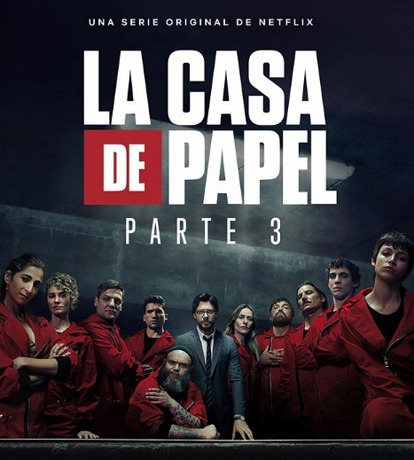 UNA SERIE ORIGINAL DE NETFLIX
LA CASA
DE PAPEL
PARTE 3